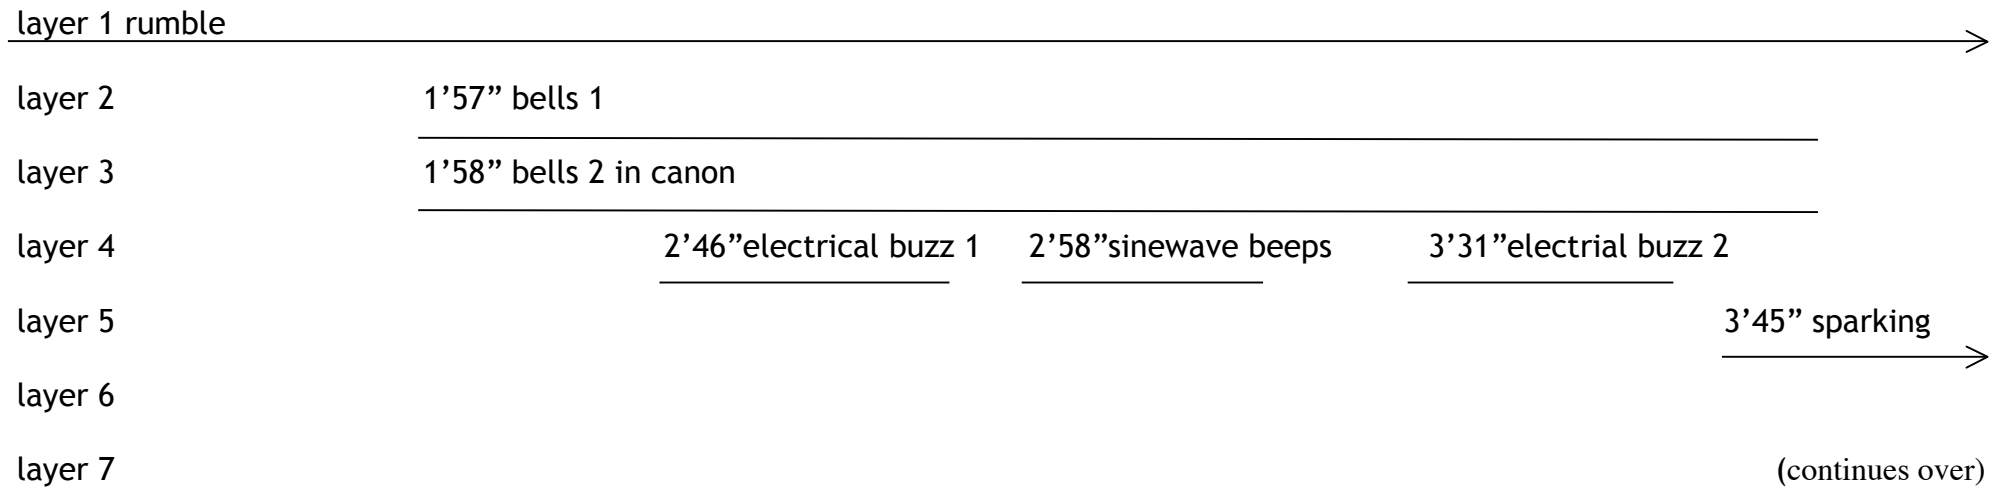 layer 1 rumble
layer 2 1’57” bells 1
layer 3 1’58” bells 2 in canon
layer 4 2’46”electrical buzz 1 2’58”sinewave beeps 3’31”electrial buzz 2
layer 5 3’45” sparking
layer 6
layer 7 (continues over)